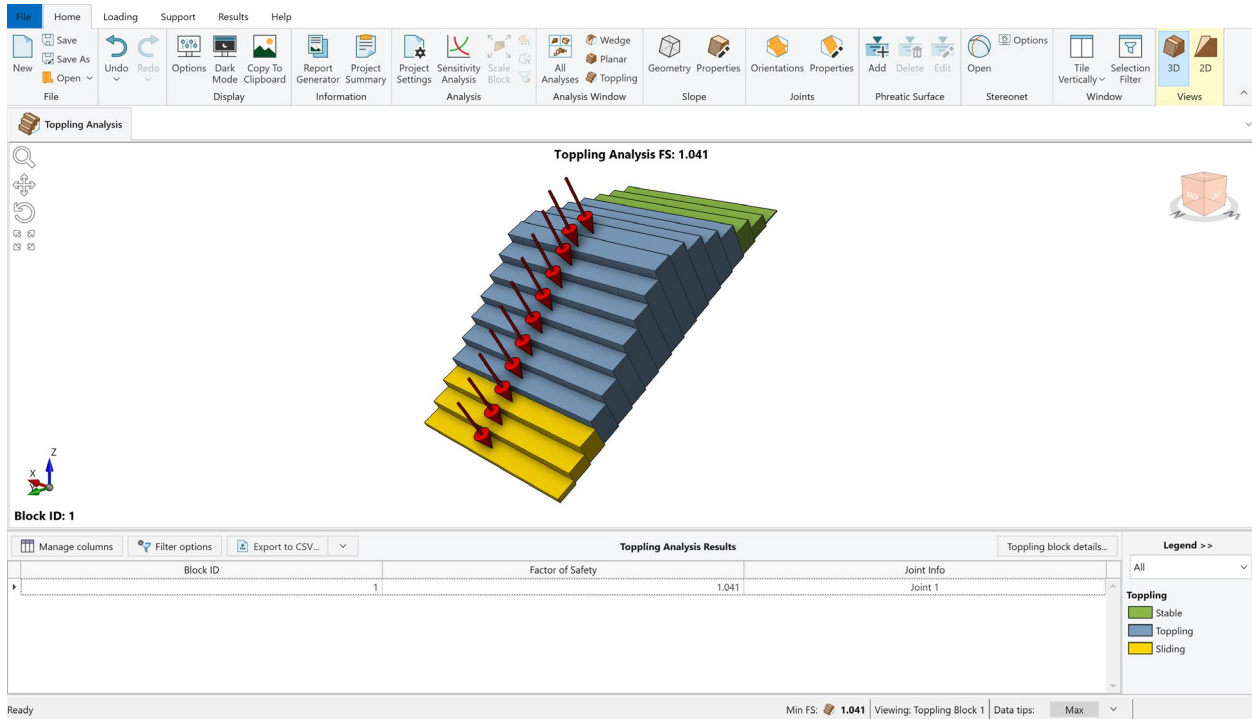 File Home Loading Support Results Help
New
Save
Save As
Open
File
Undo Redo
Options
Dark Mode
Copy To Clipboard
Display
Report Generator
Project Summary
Information
Project Settings
Sensitivity Analysis
Scale Block
Analysis
All Analyses
Wedge
Planar
Toppling
Analysis Window
Geometry Properties
Slope
Orientations Properties
Joints
Add Delete Edit
Phreatic Surface
Open
Options
Stereonet
Tile Vertically
Selection Filter
Window
3D 2D
Views
Toppling Analysis
Toppling Analysis FS: 1.041
Z
X
Block ID: 1
Manage columns Filter options Export to CSV... Toppling Analysis Results Toppling block details...
Block ID Factor of Safety Joint Info
1 1.041 Joint 1
Legend >>
All
Toppling
Stable
Toppling
Sliding
Ready Min FS: 1.041 Viewing: Toppling Block 1 Data tips: Max